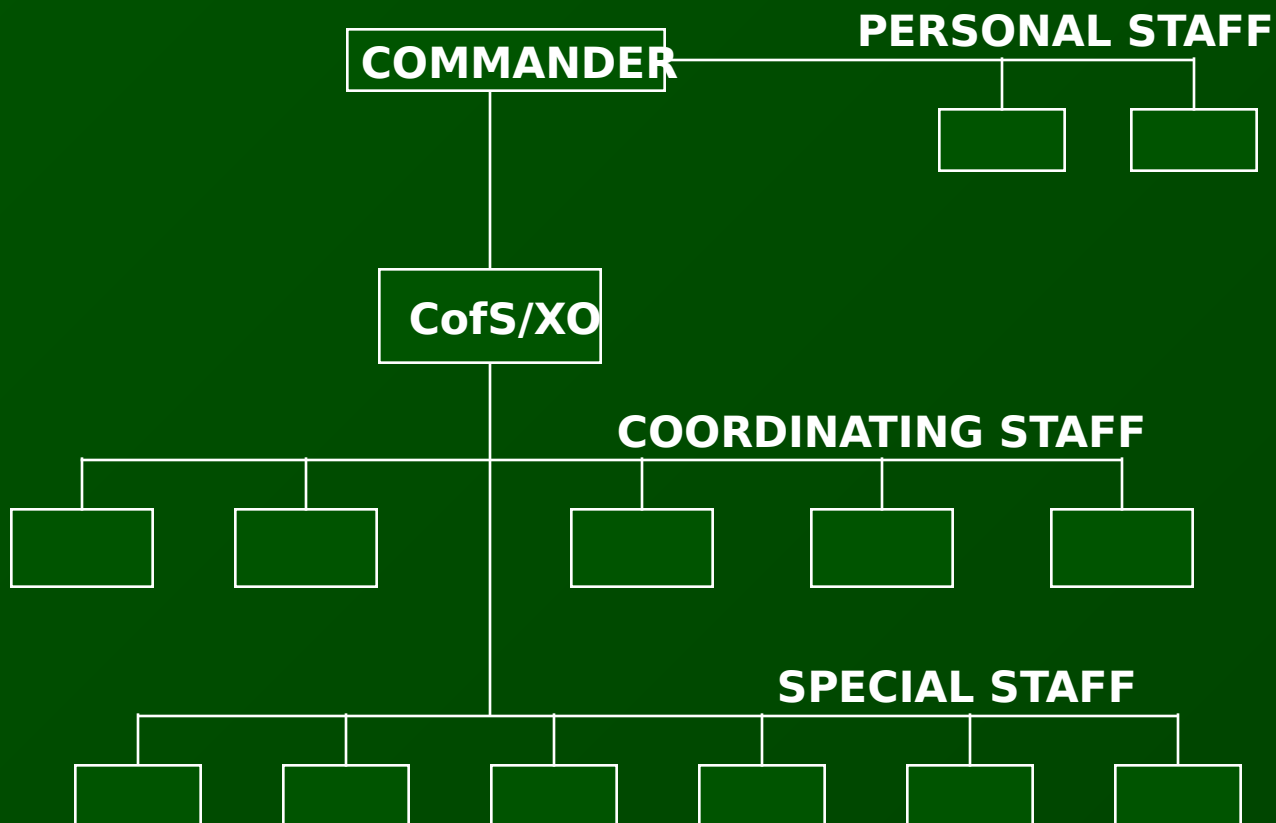 PERSONAL STAFF
COMMANDER
CofS/XO
COORDINATING STAFF
SPECIAL STAFF